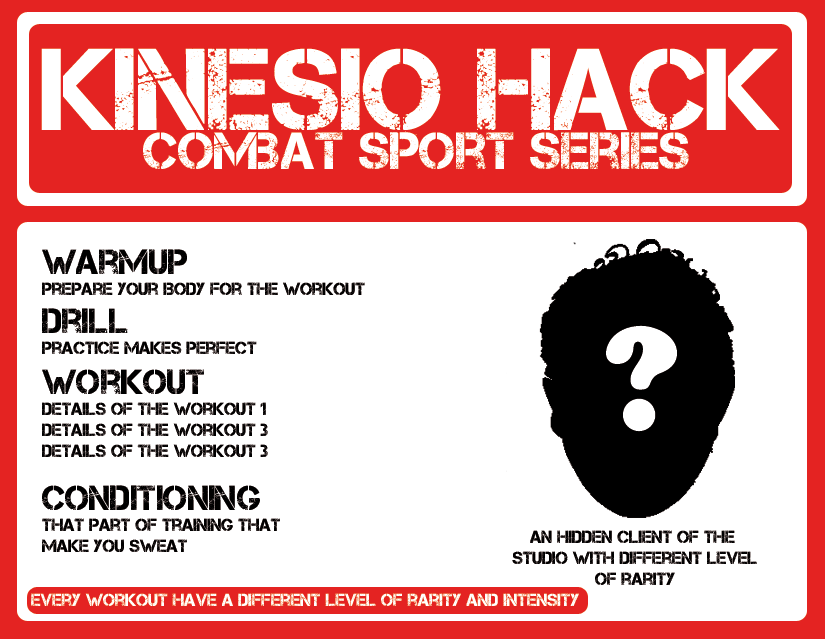 KINESIO HACK
COMBAT SPORT SERIES
WARMUP
PREPARE YOUR BODY FOR THE WORKOUT
DRILL
PRACTICE MAKES PERFECT
WORKOUT
DETAILS OF THE WORKOUT 1
DETAILS OF THE WORKOUT 3
DETAILS OF THE WORKOUT 3
CONDITIONING
THAT PART OF TRAINING THAT
MAKE YOU SWEAT
?
AN HIDDEN CLIENT OF THE
STUDIO WITH DIFFERENT LEVEL
OF RARITY
EVERY WORKOUT HAVE A DIFFERENT LEVEL OF RARITY AND INTENSITY